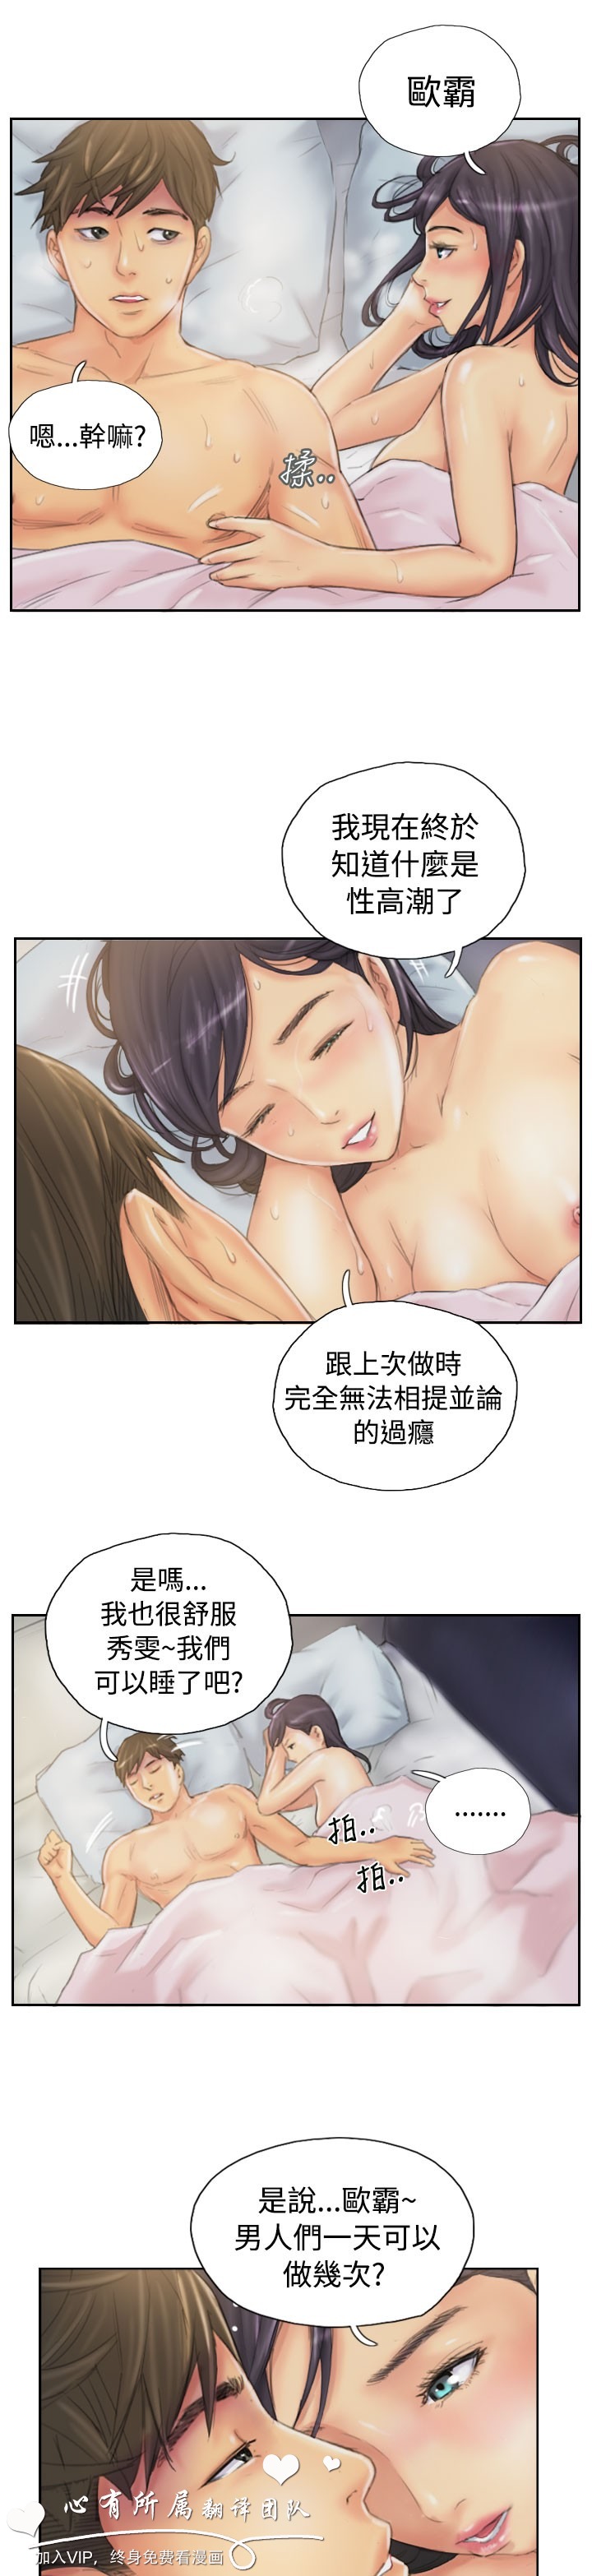 歐霸
嗯...幹嘛?
揉..
我現在終於
知道什麼是
性高潮了
跟上次做時
完全無法相提並論
的過癮
是嗎...
我也很舒服
秀雯~我們
可以睡了吧?
.......
拍..
拍..
是說...歐霸~
男人們一天可以
做幾次?
心有所属翻译团队
加入VIP，终身免费看漫画